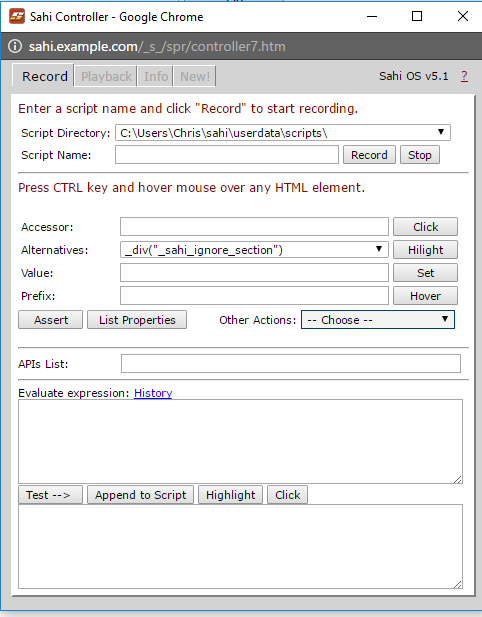 Sahi Controller - Google Chrome
sahi.example.com/_s_/spr/controller7.htm
Record Playback Info New! Sahi OS v5.1 ?
Enter a script name and click "Record" to start recording.
Script Directory: C:\Users\Chris\sahi\userdata\scripts\
Script Name: Record Stop
Press CTRL key and hover mouse over any HTML element.
Accessor: Click
Alternatives: _div("_sahi_ignore_section") Hilight
Value: Set
Prefix: Hover
Assert List Properties Other Actions: -- Choose --
APIs List:
Evaluate expression: History
Test --> Append to Script Highlight Click